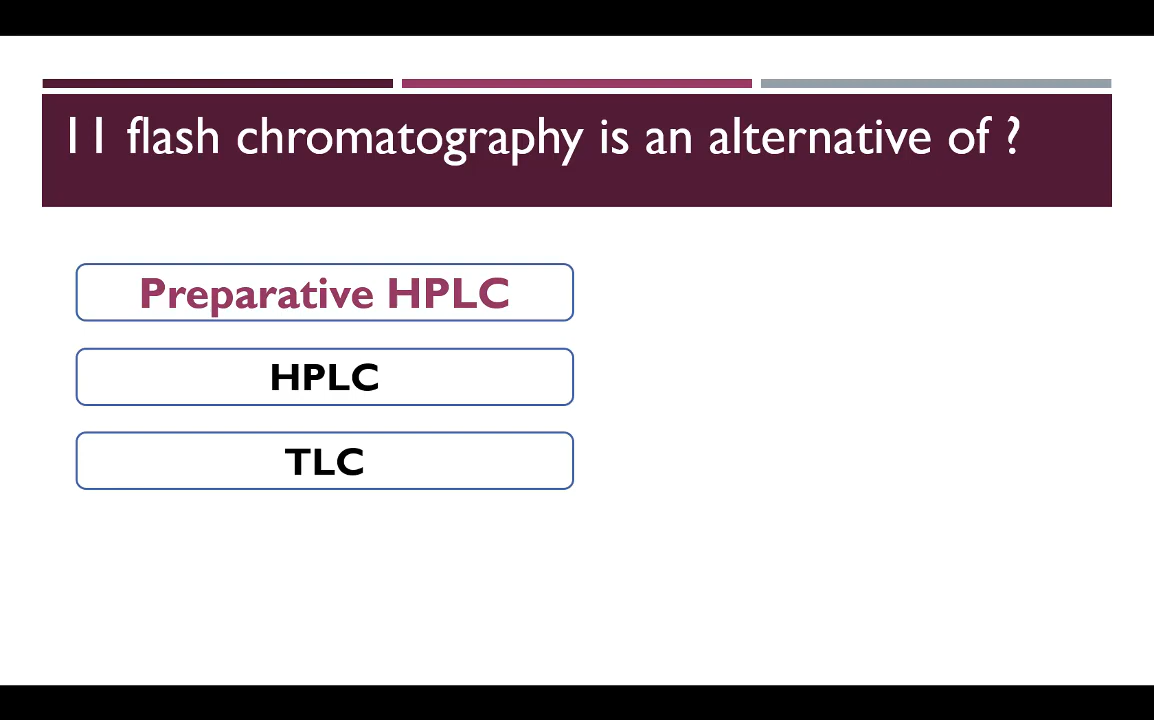 11 flash chromatography is an alternative of ?
Preparative HPLC
HPLC
TLC